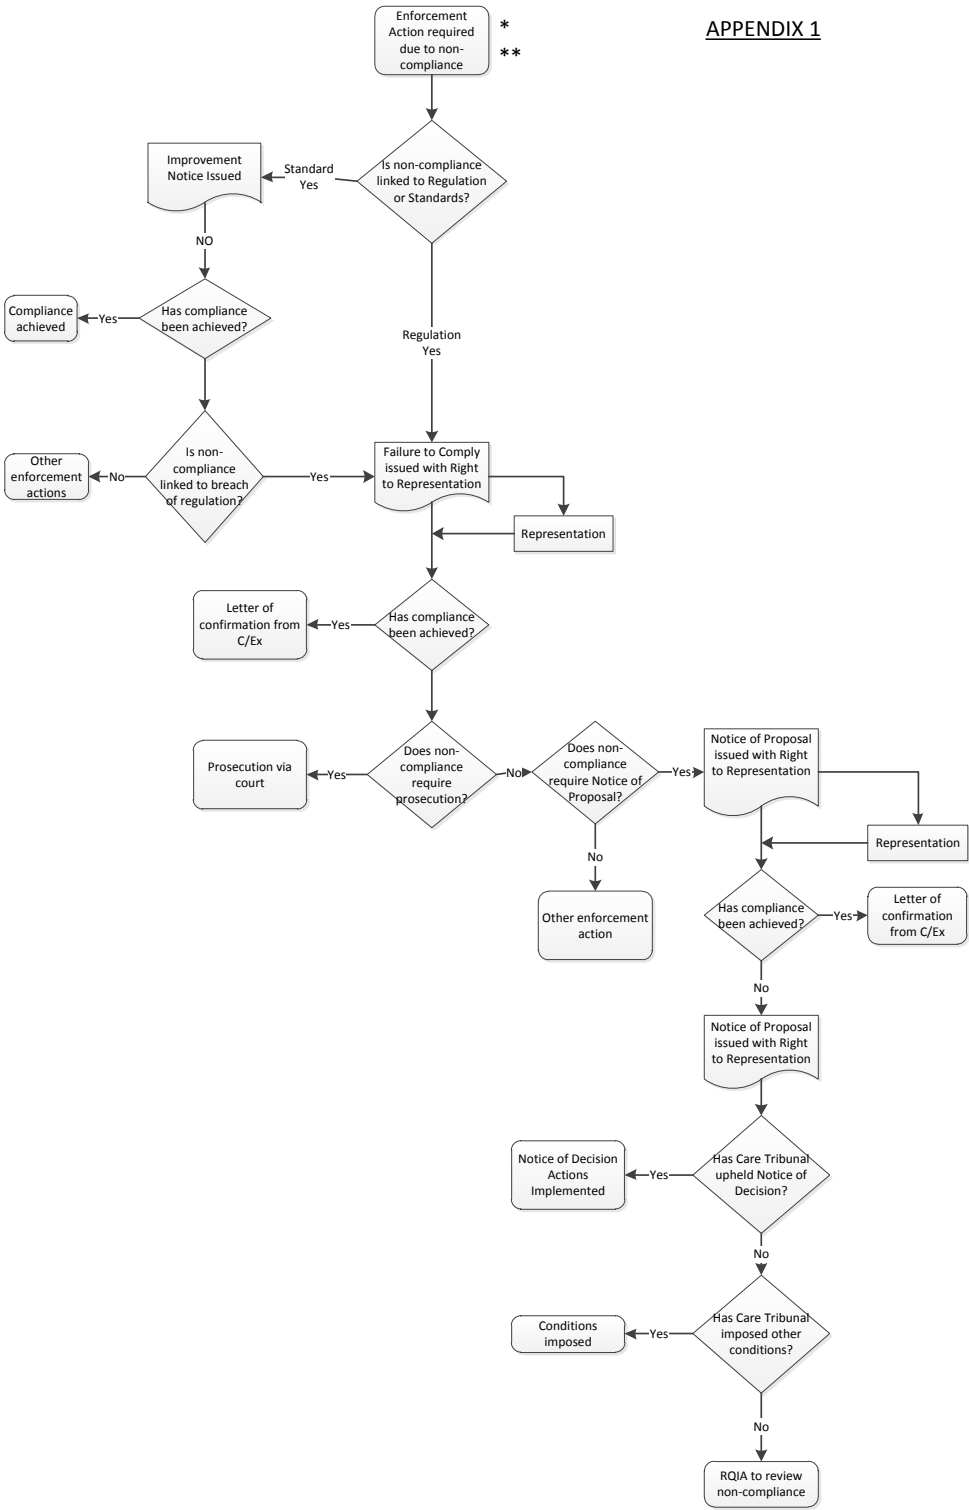 APPENDIX 1
Enforcement
Action required
due to non-
compliance
*
**
Is non-compliance
linked to Regulation
or Standards?
Standard
Yes
Improvement
Notice Issued
NO
Has compliance
been achieved?
Yes
Compliance
achieved
Regulation
Yes
Is non-
compliance
linked to breach
of regulation?
No
Other
enforcement
actions
Yes
Failure to Comply
issued with Right
to Representation
Representation
Has compliance
been achieved?
Yes
Letter of
confirmation from
C/Ex
Does non-
compliance
require
prosecution?
Yes
Prosecution via
court
No
Does non-
compliance
require Notice of
Proposal?
Yes
Notice of Proposal
issued with Right
to Representation
Representation
No
Other enforcement
action
Has compliance
been achieved?
Yes
Letter of
confirmation
from C/Ex
No
Notice of Proposal
issued with Right
to Representation
Has Care Tribunal
upheld Notice of
Decision?
Yes
Notice of Decision
Actions
Implemented
No
Has Care Tribunal
imposed other
conditions?
Yes
Conditions
imposed
No
RQIA to review
non-compliance